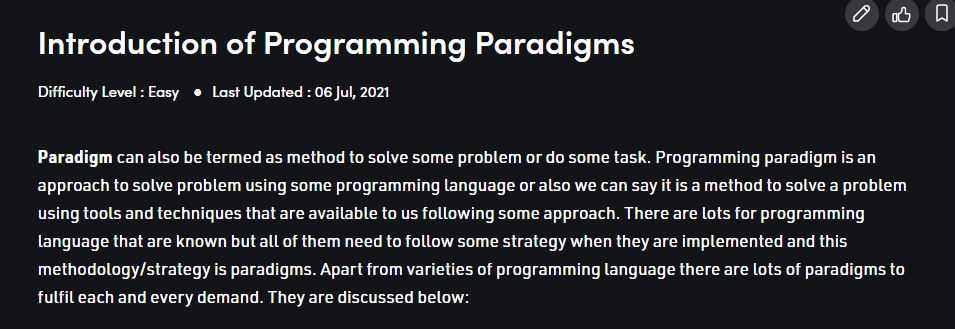 Introduction of Programming Paradigms
Difficulty Level : Easy ● Last Updated : 06 Jul, 2021
Paradigm can also be termed as method to solve some problem or do some task. Programming paradigm is an
approach to solve problem using some programming language or also we can say it is a method to solve a problem
using tools and techniques that are available to us following some approach. There are lots for programming
language that are known but all of them need to follow some strategy when they are implemented and this
methodology/strategy is paradigms. Apart from varieties of programming language there are lots of paradigms to
fulfil each and every demand. They are discussed below: